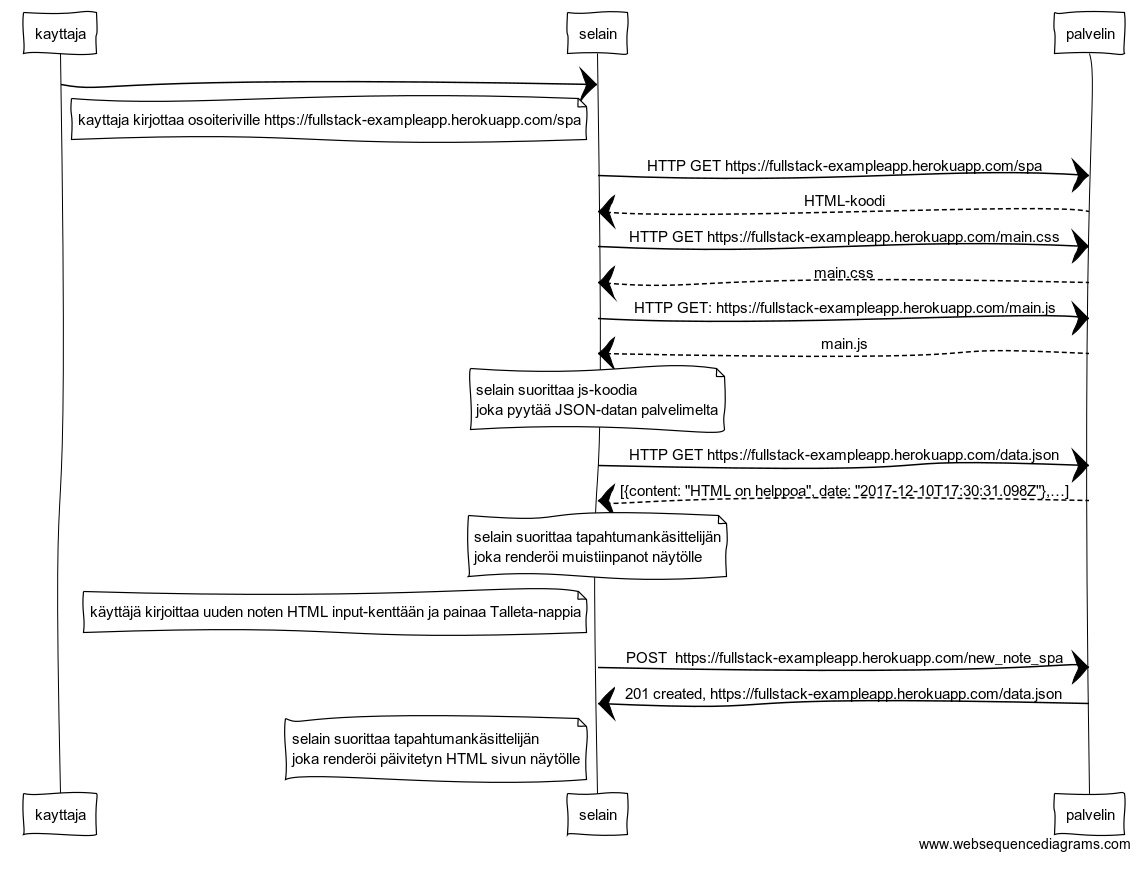 kayttaja
selain
palvelin
kayttaja kirjottaa osoiteriville https://fullstack-exampleapp.herokuapp.com/spa
HTTP GET https://fullstack-exampleapp.herokuapp.com/spa
HTML-koodi
HTTP GET https://fullstack-exampleapp.herokuapp.com/main.css
main.css
HTTP GET: https://fullstack-exampleapp.herokuapp.com/main.js
main.js
selain suorittaa js-koodia
joka pyytää JSON-datan palvelimelta
HTTP GET https://fullstack-exampleapp.herokuapp.com/data.json
[{content: "HTML on helppoa", date: "2017-12-10T17:30:31.098Z"},...]
selain suorittaa tapahtumankäsittelijän
joka renderöi muistiinpanot näytölle
käyttäjä kirjoittaa uuden noten HTML input-kenttään ja painaa Talleta-nappia
POST  https://fullstack-exampleapp.herokuapp.com/new_note_spa
201 created, https://fullstack-exampleapp.herokuapp.com/data.json
selain suorittaa tapahtumankäsittelijän
joka renderöi päivitetyn HTML sivun näytölle
kayttaja
selain
palvelin
www.websequencediagrams.com